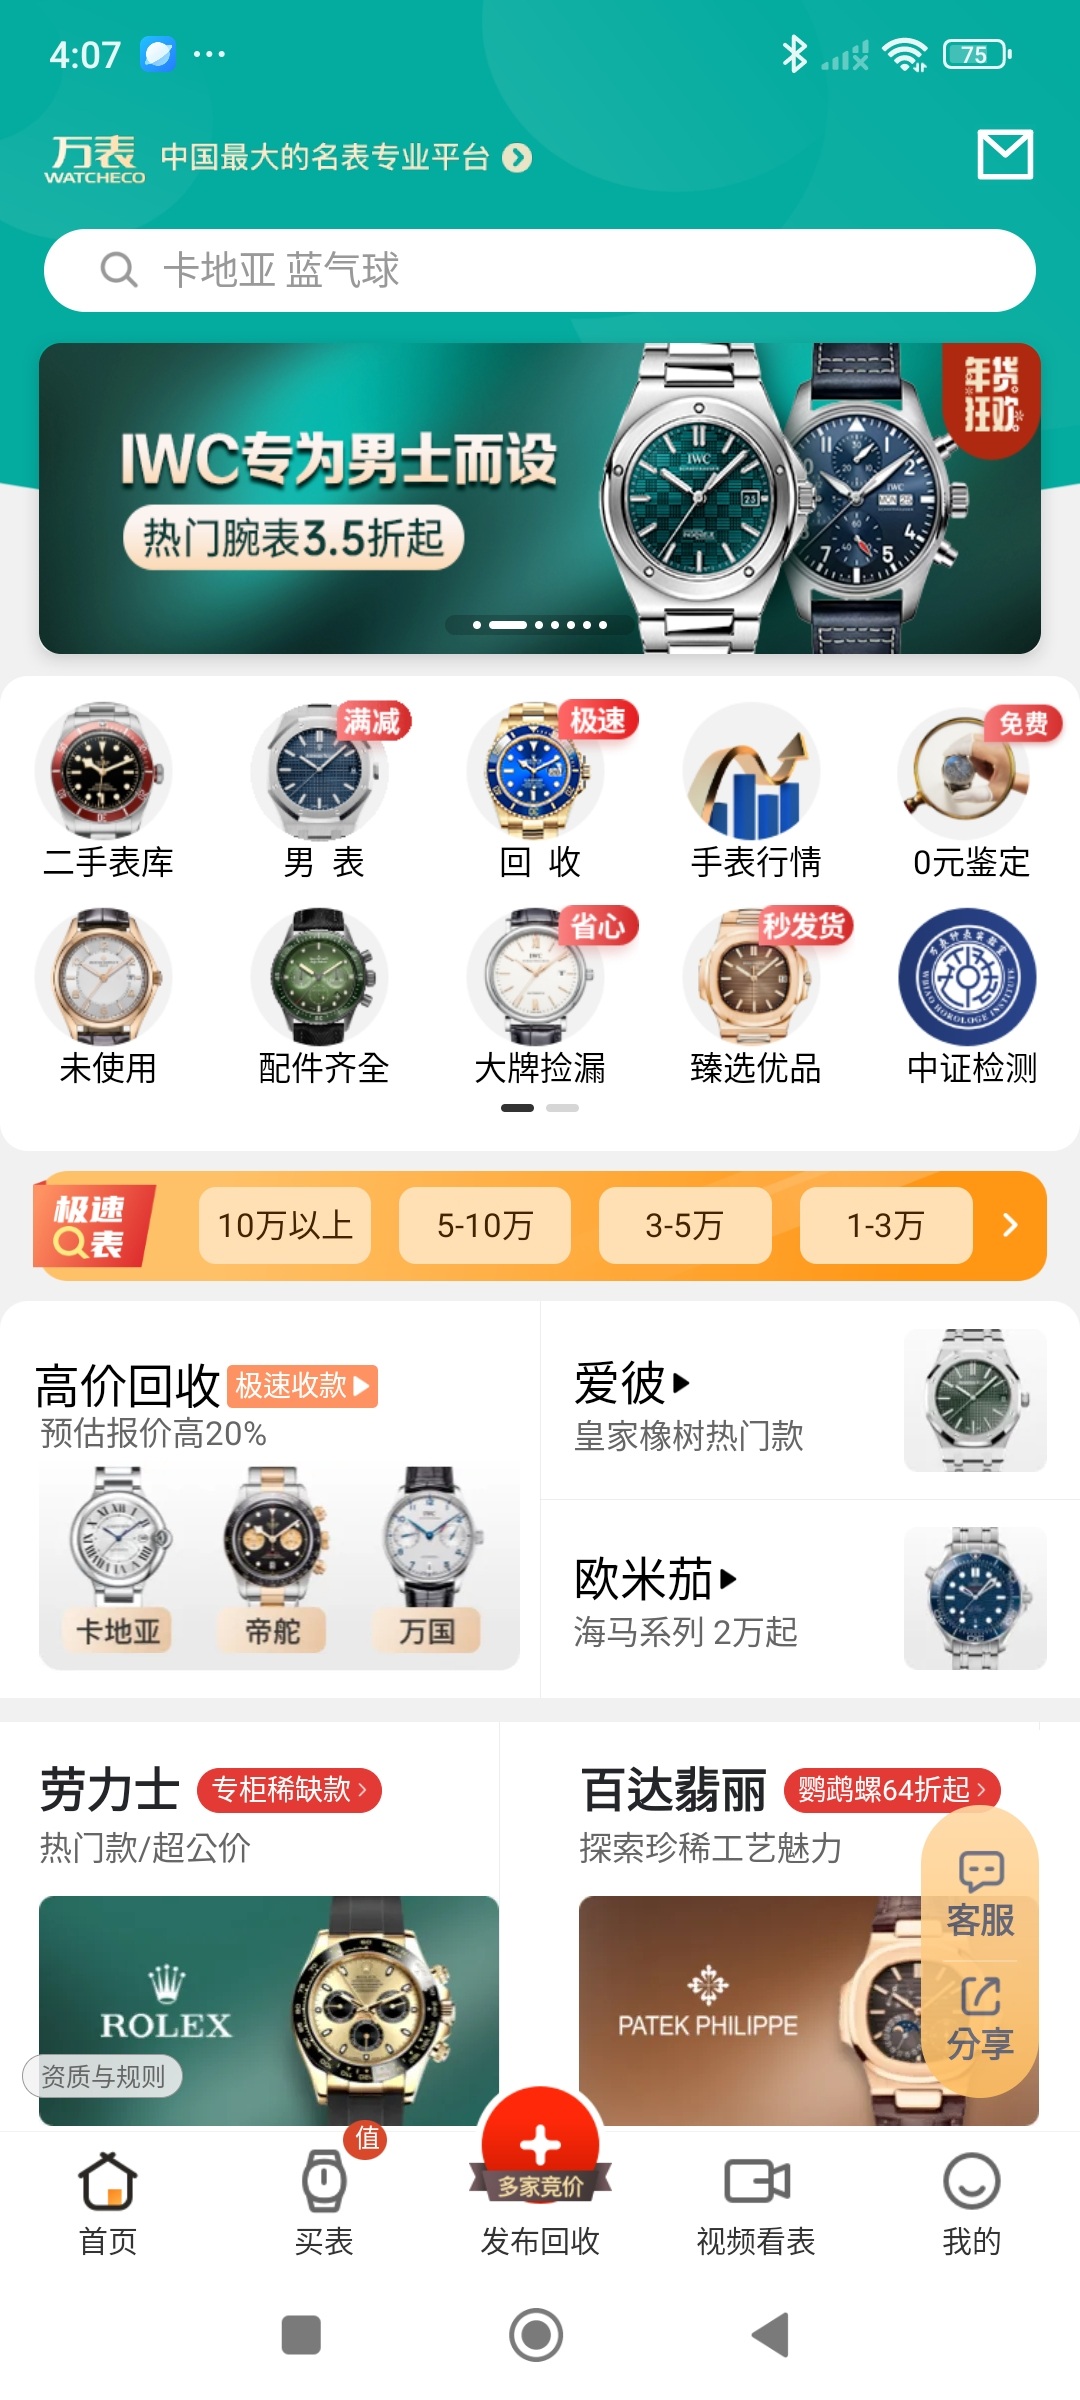 4:07
75
万表
WATCHECO
中国最大的名表专业平台
卡地亚 蓝气球
年货
狂欢
IWC专为男士而设
热门腕表3.5折起
满减
极速
免费
二手表库
男 表
回 收
手表行情
0元鉴定
省心
秒发货
未使用
配件齐全
大牌捡漏
臻选优品
中证检测
极速
表
10万以上
5-10万
3-5万
1-3万
高价回收
极速收款
预估报价高20%
卡地亚
帝舵
万国
爱彼
皇家橡树热门款
欧米茄
海马系列 2万起
劳力士
专柜稀缺款
热门款/超公价
ROLEX
百达翡丽
鹦鹉螺64折起
探索珍稀工艺魅力
PATEK PHILIPPE
客服
分享
资质与规则
值
多家竞价
首页
买表
发布回收
视频看表
我的